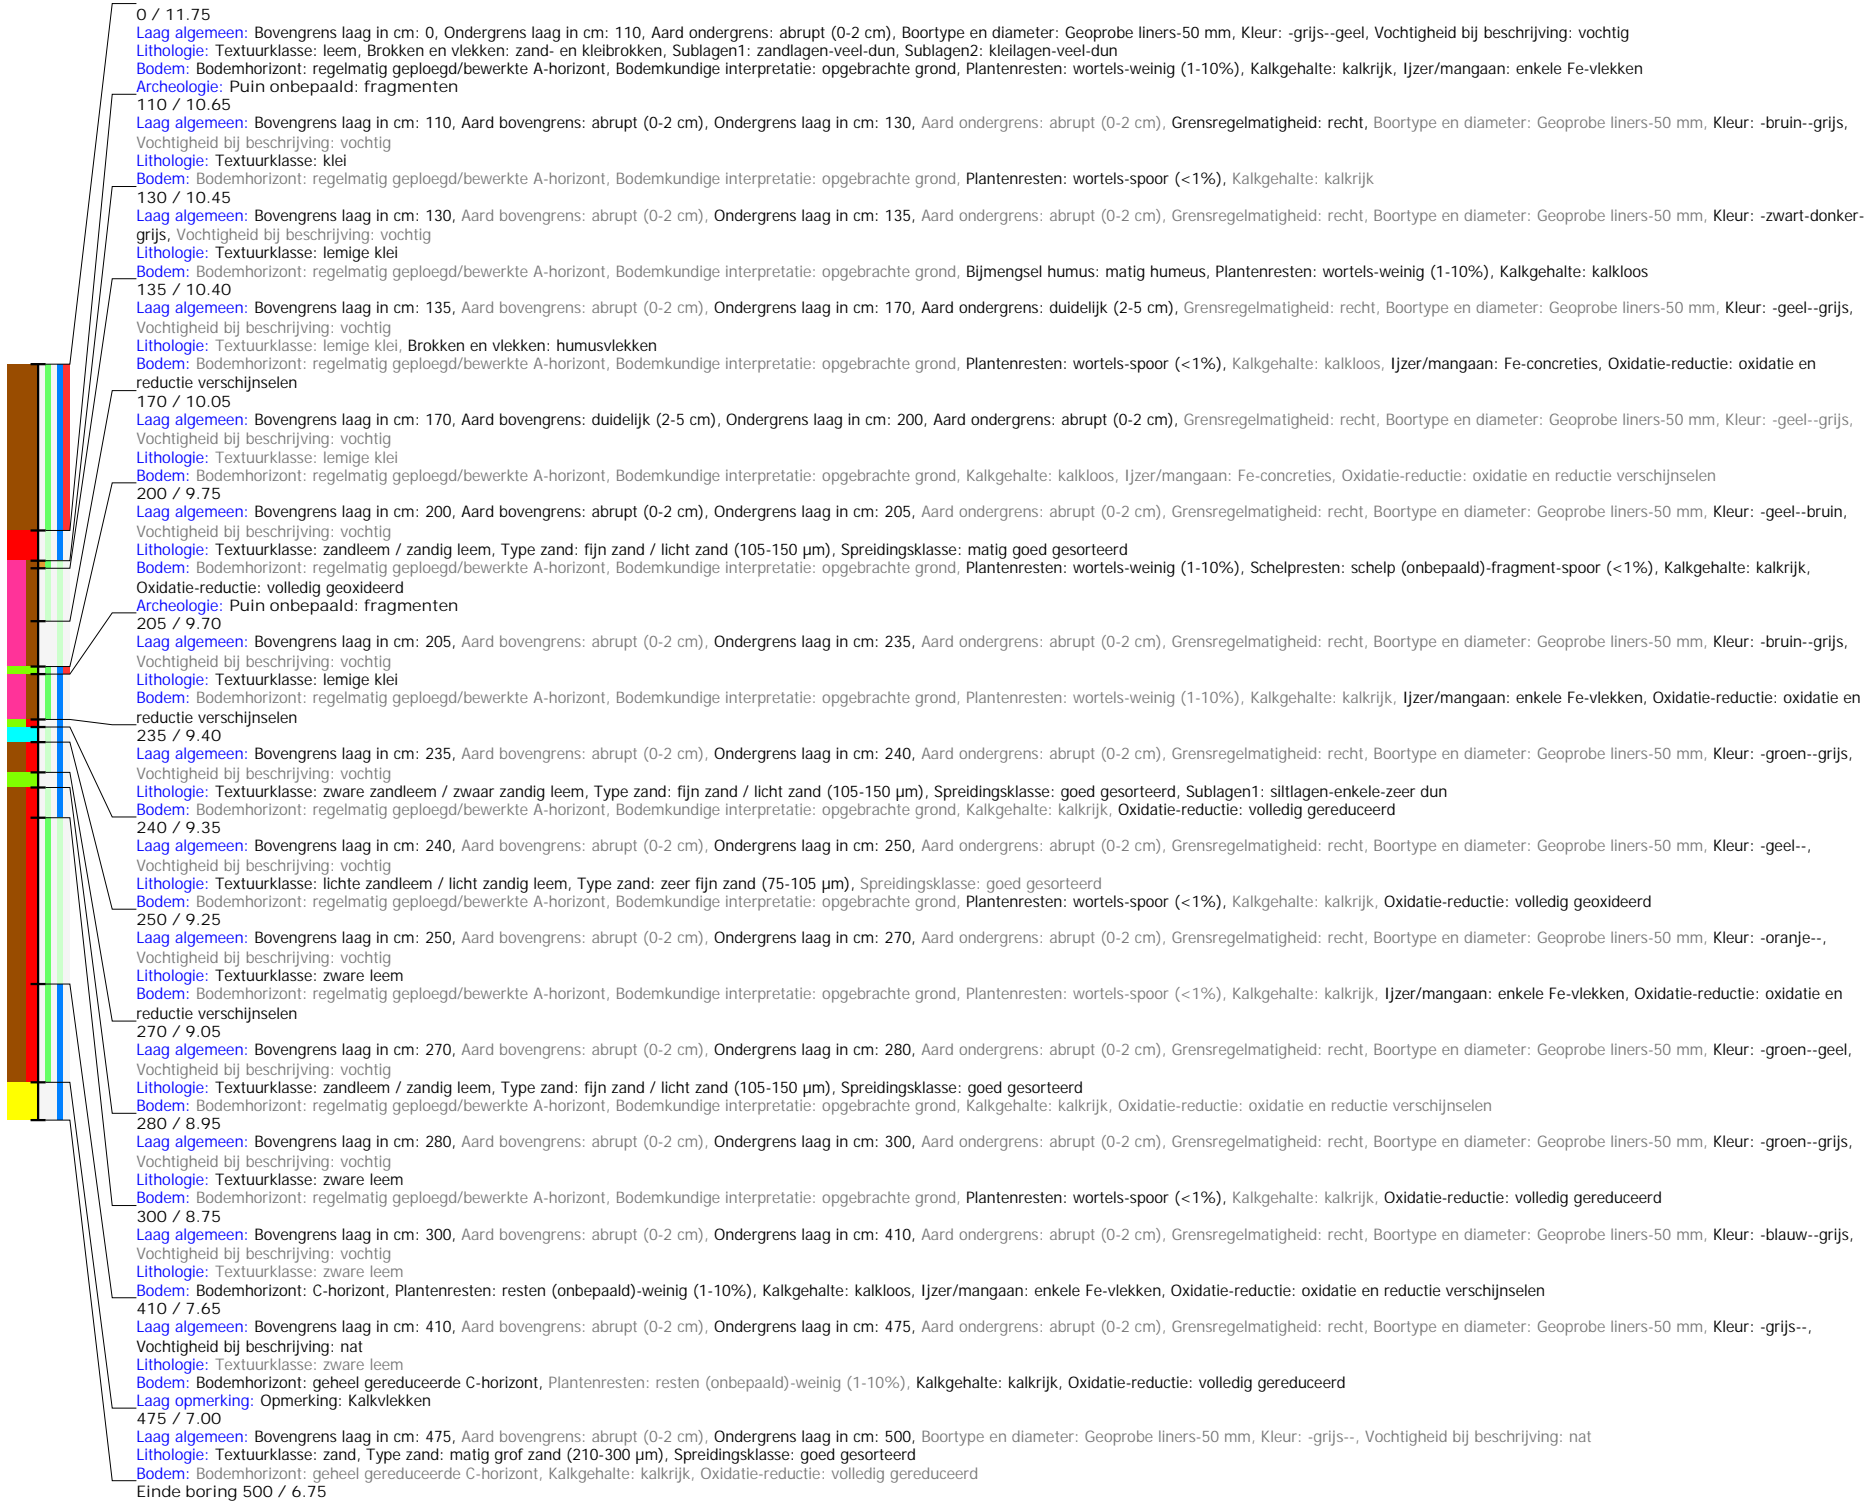 0 / 11.75
Laag algemeen: Bovengrens laag in cm: 0, Ondergrens laag in cm: 110, Aard ondergrens: abrupt (0-2 cm), Boortype en diameter: Geoprobe liners-50 mm, Kleur: -grijs--geel, Vochtigheid bij beschrijving: vochtig
Lithologie: Textuurklasse: leem, Brokken en vlekken: zand- en kleibrokken, Sublagen1: zandlagen-veel-dun, Sublagen2: kleilagen-veel-dun
Bodem: Bodemhorizont: regelmatig geploegd/bewerkte A-horizont, Bodemkundige interpretatie: opgebrachte grond, Plantenresten: wortels-weinig (1-10%), Kalkgehalte: kalkrijk, Ijzer/mangaan: enkele Fe-vlekken
Archeologie: Puin onbepaald: fragmenten
110 / 10.65
Laag algemeen: Bovengrens laag in cm: 110, Aard bovengrens: abrupt (0-2 cm), Ondergrens laag in cm: 130, Aard ondergrens: abrupt (0-2 cm), Grensregelmatigheid: recht, Boortype en diameter: Geoprobe liners-50 mm, Kleur: -bruin--grijs,
Vochtigheid bij beschrijving: vochtig
Lithologie: Textuurklasse: klei
Bodem: Bodemhorizont: regelmatig geploegd/bewerkte A-horizont, Bodemkundige interpretatie: opgebrachte grond, Plantenresten: wortels-spoor (<1%), Kalkgehalte: kalkrijk
130 / 10.45
Laag algemeen: Bovengrens laag in cm: 130, Aard bovengrens: abrupt (0-2 cm), Ondergrens laag in cm: 135, Aard ondergrens: abrupt (0-2 cm), Grensregelmatigheid: recht, Boortype en diameter: Geoprobe liners-50 mm, Kleur: -zwart-donker-
grijs, Vochtigheid bij beschrijving: vochtig
Lithologie: Textuurklasse: lemige klei
Bodem: Bodemhorizont: regelmatig geploegd/bewerkte A-horizont, Bodemkundige interpretatie: opgebrachte grond, Bijmengsel humus: matig humeus, Plantenresten: wortels-weinig (1-10%), Kalkgehalte: kalkloos
135 / 10.40
Laag algemeen: Bovengrens laag in cm: 135, Aard bovengrens: abrupt (0-2 cm), Ondergrens laag in cm: 170, Aard ondergrens: duidelijk (2-5 cm), Grensregelmatigheid: recht, Boortype en diameter: Geoprobe liners-50 mm, Kleur: -geel--grijs,
Vochtigheid bij beschrijving: vochtig
Lithologie: Textuurklasse: lemige klei, Brokken en vlekken: humusvlekken
Bodem: Bodemhorizont: regelmatig geploegd/bewerkte A-horizont, Bodemkundige interpretatie: opgebrachte grond, Plantenresten: wortels-spoor (<1%), Kalkgehalte: kalkloos, Ijzer/mangaan: Fe-concreties, Oxidatie-reductie: oxidatie en
reductie verschijnselen
170 / 10.05
Laag algemeen: Bovengrens laag in cm: 170, Aard bovengrens: duidelijk (2-5 cm), Ondergrens laag in cm: 200, Aard ondergrens: abrupt (0-2 cm), Grensregelmatigheid: recht, Boortype en diameter: Geoprobe liners-50 mm, Kleur: -geel--grijs,
Vochtigheid bij beschrijving: vochtig
Lithologie: Textuurklasse: lemige klei
Bodem: Bodemhorizont: regelmatig geploegd/bewerkte A-horizont, Bodemkundige interpretatie: opgebrachte grond, Kalkgehalte: kalkloos, Ijzer/mangaan: Fe-concreties, Oxidatie-reductie: oxidatie en reductie verschijnselen
200 / 9.75
Laag algemeen: Bovengrens laag in cm: 200, Aard bovengrens: abrupt (0-2 cm), Ondergrens laag in cm: 205, Aard ondergrens: abrupt (0-2 cm), Grensregelmatigheid: recht, Boortype en diameter: Geoprobe liners-50 mm, Kleur: -geel--bruin,
Vochtigheid bij beschrijving: vochtig
Lithologie: Textuurklasse: zandleem / zandig leem, Type zand: fijn zand / licht zand (105-150 µm), Spreidingsklasse: matig goed gesorteerd
Bodem: Bodemhorizont: regelmatig geploegd/bewerkte A-horizont, Bodemkundige interpretatie: opgebrachte grond, Plantenresten: wortels-weinig (1-10%), Schelpresten: schelp (onbepaald)-fragment-spoor (<1%), Kalkgehalte: kalkrijk,
Oxidatie-reductie: volledig geoxideerd
Archeologie: Puin onbepaald: fragmenten
205 / 9.70
Laag algemeen: Bovengrens laag in cm: 205, Aard bovengrens: abrupt (0-2 cm), Ondergrens laag in cm: 235, Aard ondergrens: abrupt (0-2 cm), Grensregelmatigheid: recht, Boortype en diameter: Geoprobe liners-50 mm, Kleur: -bruin--grijs,
Vochtigheid bij beschrijving: vochtig
Lithologie: Textuurklasse: lemige klei
Bodem: Bodemhorizont: regelmatig geploegd/bewerkte A-horizont, Bodemkundige interpretatie: opgebrachte grond, Plantenresten: wortels-weinig (1-10%), Kalkgehalte: kalkrijk, Ijzer/mangaan: enkele Fe-vlekken, Oxidatie-reductie: oxidatie en
reductie verschijnselen
235 / 9.40
Laag algemeen: Bovengrens laag in cm: 235, Aard bovengrens: abrupt (0-2 cm), Ondergrens laag in cm: 240, Aard ondergrens: abrupt (0-2 cm), Grensregelmatigheid: recht, Boortype en diameter: Geoprobe liners-50 mm, Kleur: -groen--grijs,
Vochtigheid bij beschrijving: vochtig
Lithologie: Textuurklasse: zware zandleem / zwaar zandig leem, Type zand: fijn zand / licht zand (105-150 µm), Spreidingsklasse: goed gesorteerd, Sublagen1: siltlagen-enkele-zeer dun
Bodem: Bodemhorizont: regelmatig geploegd/bewerkte A-horizont, Bodemkundige interpretatie: opgebrachte grond, Kalkgehalte: kalkrijk, Oxidatie-reductie: volledig gereduceerd
240 / 9.35
Laag algemeen: Bovengrens laag in cm: 240, Aard bovengrens: abrupt (0-2 cm), Ondergrens laag in cm: 250, Aard ondergrens: abrupt (0-2 cm), Grensregelmatigheid: recht, Boortype en diameter: Geoprobe liners-50 mm, Kleur: -geel--,
Vochtigheid bij beschrijving: vochtig
Lithologie: Textuurklasse: lichte zandleem / licht zandig leem, Type zand: zeer fijn zand (75-105 µm), Spreidingsklasse: goed gesorteerd
Bodem: Bodemhorizont: regelmatig geploegd/bewerkte A-horizont, Bodemkundige interpretatie: opgebrachte grond, Plantenresten: wortels-spoor (<1%), Kalkgehalte: kalkrijk, Oxidatie-reductie: volledig geoxideerd
250 / 9.25
Laag algemeen: Bovengrens laag in cm: 250, Aard bovengrens: abrupt (0-2 cm), Ondergrens laag in cm: 270, Aard ondergrens: abrupt (0-2 cm), Grensregelmatigheid: recht, Boortype en diameter: Geoprobe liners-50 mm, Kleur: -oranje--,
Vochtigheid bij beschrijving: vochtig
Lithologie: Textuurklasse: zware leem
Bodem: Bodemhorizont: regelmatig geploegd/bewerkte A-horizont, Bodemkundige interpretatie: opgebrachte grond, Plantenresten: wortels-spoor (<1%), Kalkgehalte: kalkrijk, Ijzer/mangaan: enkele Fe-vlekken, Oxidatie-reductie: oxidatie en
reductie verschijnselen
270 / 9.05
Laag algemeen: Bovengrens laag in cm: 270, Aard bovengrens: abrupt (0-2 cm), Ondergrens laag in cm: 280, Aard ondergrens: abrupt (0-2 cm), Grensregelmatigheid: recht, Boortype en diameter: Geoprobe liners-50 mm, Kleur: -groen--geel,
Vochtigheid bij beschrijving: vochtig
Lithologie: Textuurklasse: zandleem / zandig leem, Type zand: fijn zand / licht zand (105-150 µm), Spreidingsklasse: goed gesorteerd
Bodem: Bodemhorizont: regelmatig geploegd/bewerkte A-horizont, Bodemkundige interpretatie: opgebrachte grond, Kalkgehalte: kalkrijk, Oxidatie-reductie: oxidatie en reductie verschijnselen
280 / 8.95
Laag algemeen: Bovengrens laag in cm: 280, Aard bovengrens: abrupt (0-2 cm), Ondergrens laag in cm: 300, Aard ondergrens: abrupt (0-2 cm), Grensregelmatigheid: recht, Boortype en diameter: Geoprobe liners-50 mm, Kleur: -groen--grijs,
Vochtigheid bij beschrijving: vochtig
Lithologie: Textuurklasse: zware leem
Bodem: Bodemhorizont: regelmatig geploegd/bewerkte A-horizont, Bodemkundige interpretatie: opgebrachte grond, Plantenresten: wortels-spoor (<1%), Kalkgehalte: kalkrijk, Oxidatie-reductie: volledig gereduceerd
300 / 8.75
Laag algemeen: Bovengrens laag in cm: 300, Aard bovengrens: abrupt (0-2 cm), Ondergrens laag in cm: 410, Aard ondergrens: abrupt (0-2 cm), Grensregelmatigheid: recht, Boortype en diameter: Geoprobe liners-50 mm, Kleur: -blauw--grijs,
Vochtigheid bij beschrijving: vochtig
Lithologie: Textuurklasse: zware leem
Bodem: Bodemhorizont: C-horizont, Plantenresten: resten (onbepaald)-weinig (1-10%), Kalkgehalte: kalkloos, Ijzer/mangaan: enkele Fe-vlekken, Oxidatie-reductie: oxidatie en reductie verschijnselen
410 / 7.65
Laag algemeen: Bovengrens laag in cm: 410, Aard bovengrens: abrupt (0-2 cm), Ondergrens laag in cm: 475, Aard ondergrens: abrupt (0-2 cm), Grensregelmatigheid: recht, Boortype en diameter: Geoprobe liners-50 mm, Kleur: -grijs--,
Vochtigheid bij beschrijving: nat
Lithologie: Textuurklasse: zware leem
Bodem: Bodemhorizont: geheel gereduceerde C-horizont, Plantenresten: resten (onbepaald)-weinig (1-10%), Kalkgehalte: kalkrijk, Oxidatie-reductie: volledig gereduceerd
Laag opmerking: Opmerking: Kalkvlekken
475 / 7.00
Laag algemeen: Bovengrens laag in cm: 475, Aard bovengrens: abrupt (0-2 cm), Ondergrens laag in cm: 500, Boortype en diameter: Geoprobe liners-50 mm, Kleur: -grijs--, Vochtigheid bij beschrijving: nat
Lithologie: Textuurklasse: zand, Type zand: matig grof zand (210-300 µm), Spreidingsklasse: goed gesorteerd
Bodem: Bodemhorizont: geheel gereduceerde C-horizont, Kalkgehalte: kalkrijk, Oxidatie-reductie: volledig gereduceerd
Einde boring 500 / 6.75